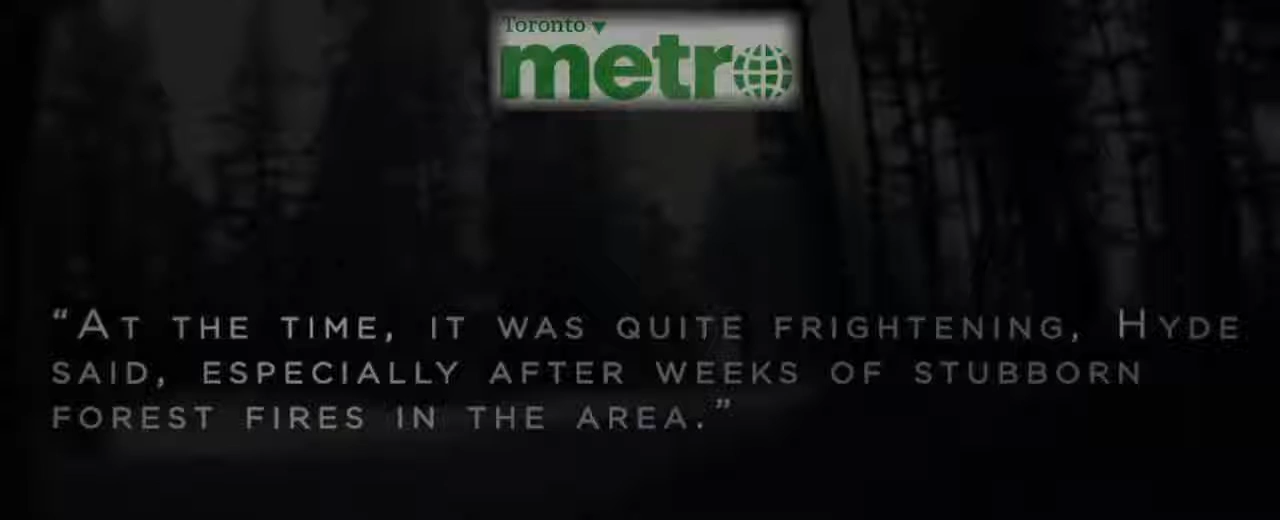 Toronto
metro
“At the time, it was quite frightening, Hyde
said, especially after weeks of stubborn
forest fires in the area.”